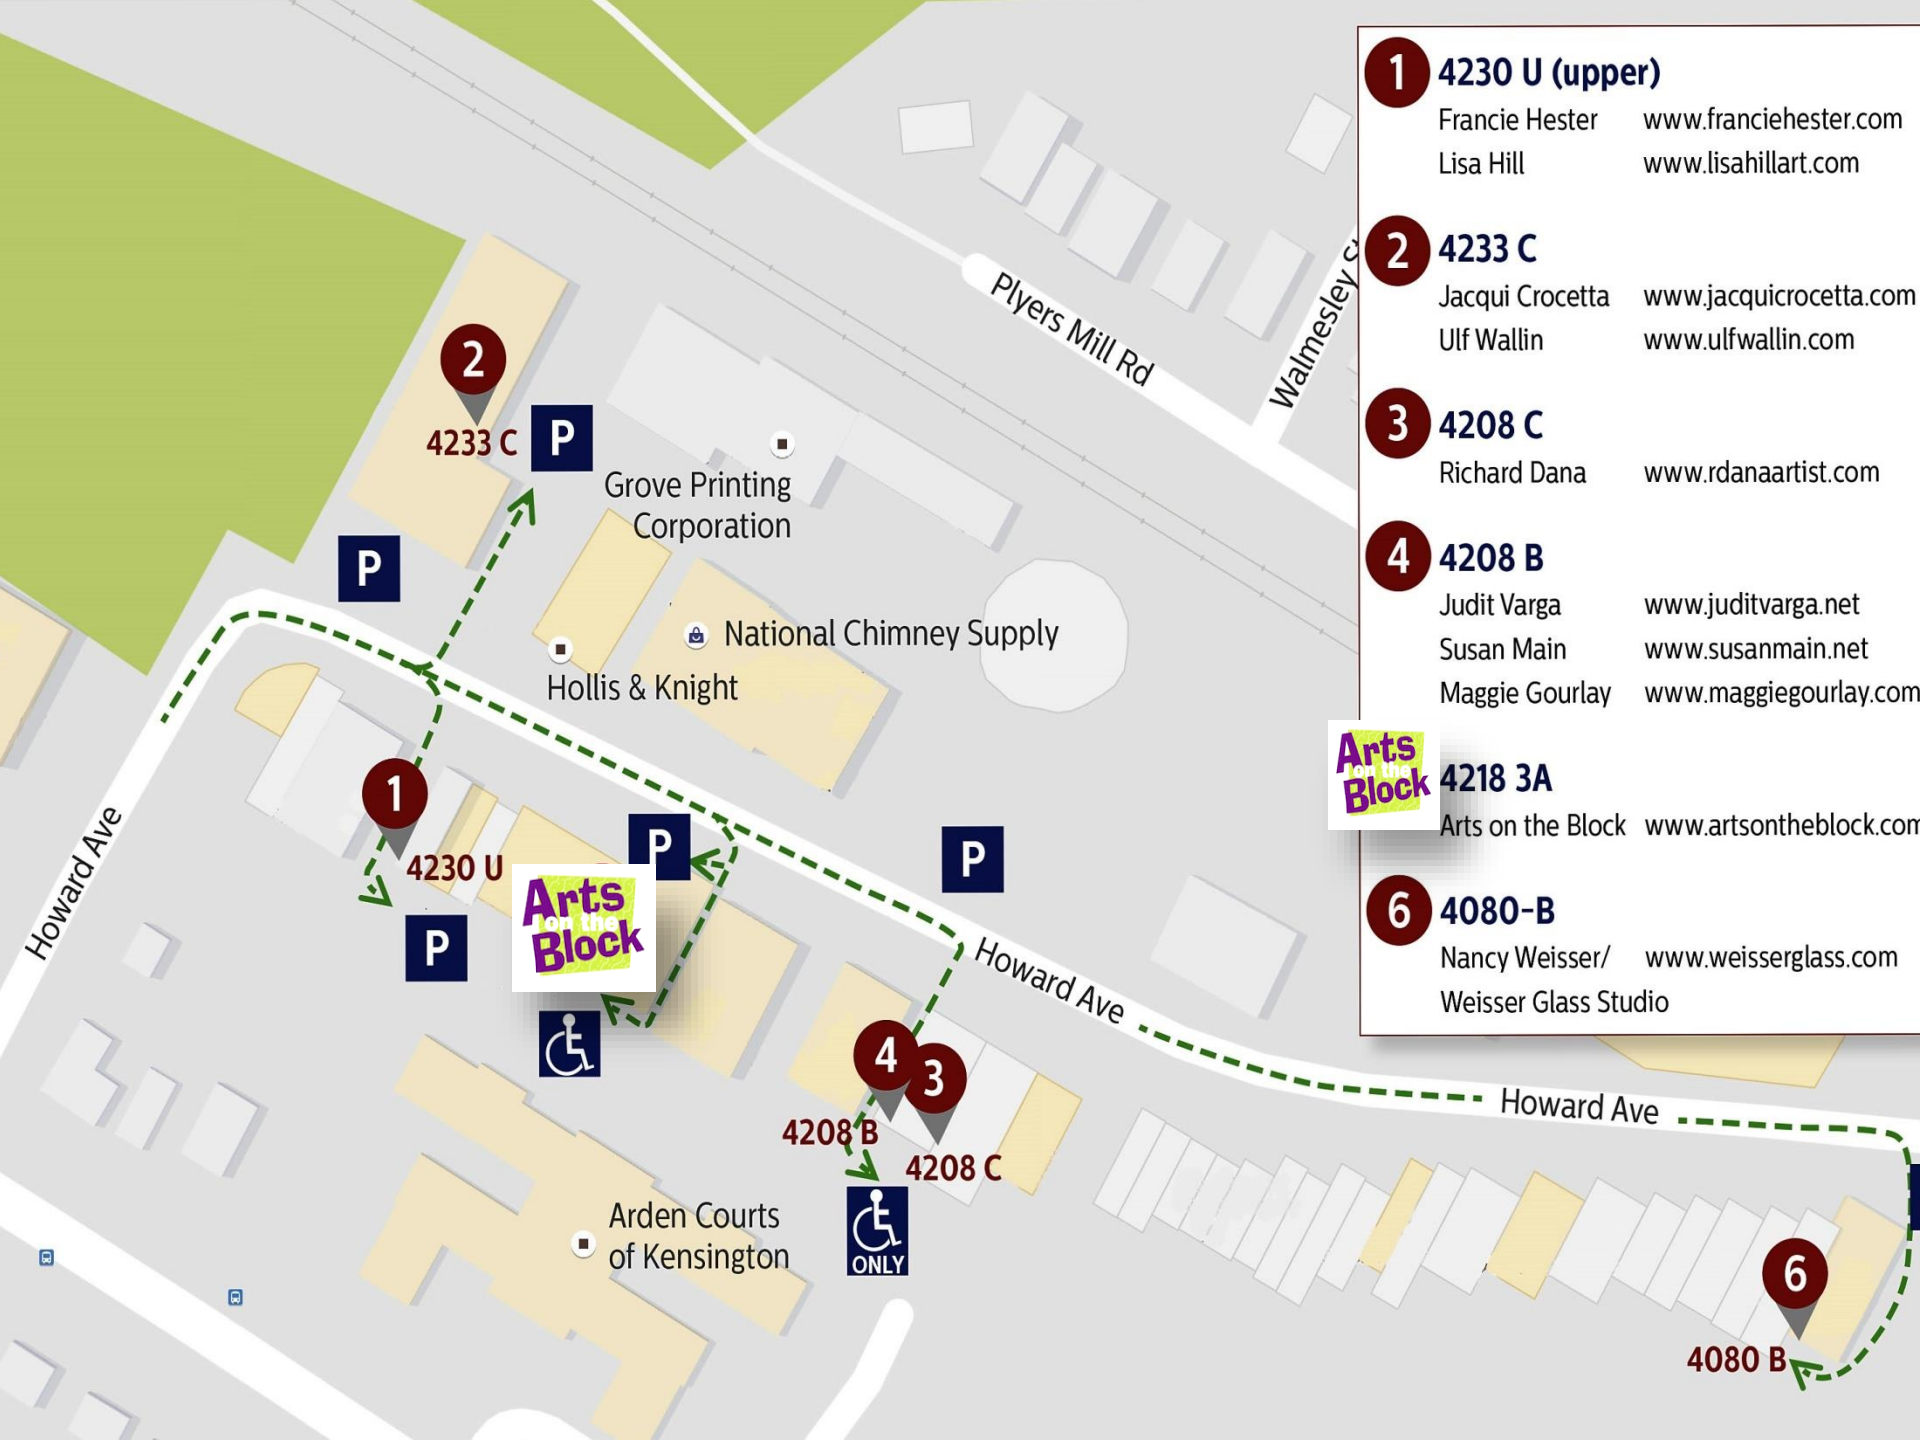 1 4230 U (upper)
Francie Hester www.franciehester.com
Lisa Hill www.lisahillart.com
2 4233 C
Jacqui Crocetta www.jacquicrocetta.com
Ulf Wallin www.ulfwallin.com
3 4208 C
Richard Dana www.rdanaartist.com
4 4208 B
Judit Varga www.juditvarga.net
Susan Main www.susanmain.net
Maggie Gourlay www.maggiegourlay.com
Arts
on the
Block
4218 3A
Arts on the Block www.artsontheblock.com
6 4080-B
Nancy Weisser/ www.weisserglass.com
Weisser Glass Studio
Plyers Mill Rd
Walmesley
2
4233 C
P
Grove Printing
Corporation
P
National Chimney Supply
Hollis & Knight
Howard Ave
1
4230 U
P
P
P
Arts
on the
Block
Howard Ave
4
3
4208 B
4208 C
ONLY
Howard Ave
Arden Courts
of Kensington
6
4080 B